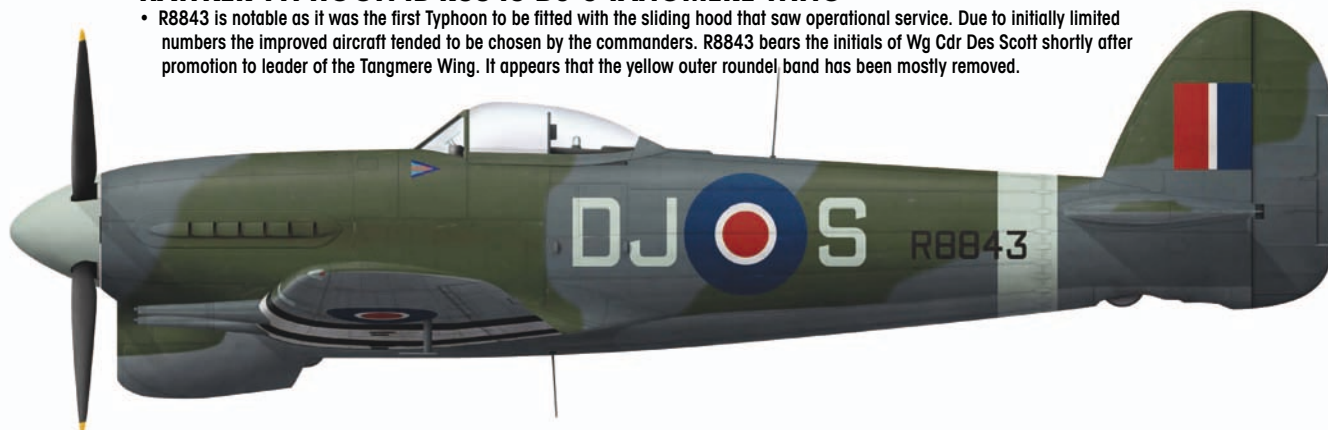 • R8843 is notable as it was the first Typhoon to be fitted with the sliding hood that saw operational service. Due to initially limited
numbers the improved aircraft tended to be chosen by the commanders. R8843 bears the initials of Wg Cdr Des Scott shortly after
promotion to leader of the Tangmere Wing. It appears that the yellow outer roundel band has been mostly removed.
DJ S R8843